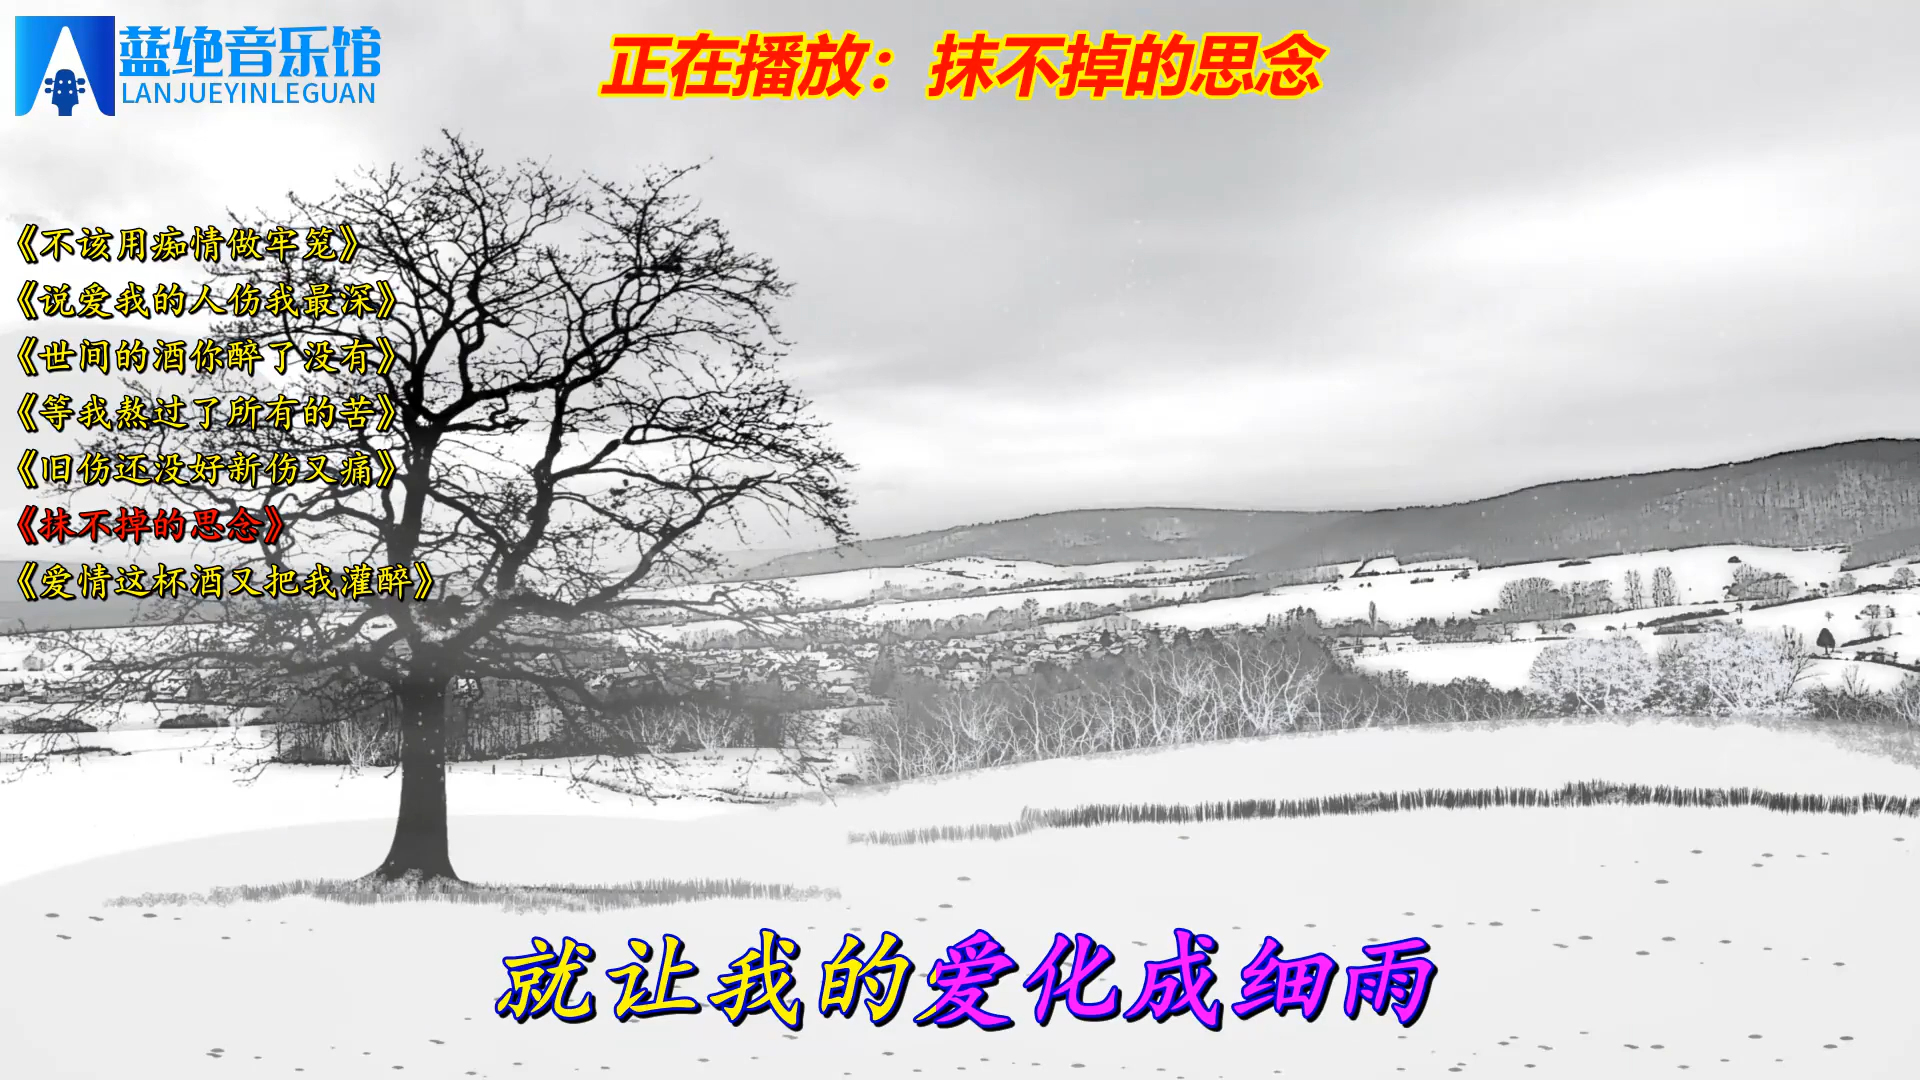 蓝绝音乐馆
LANJUEYINLEGUAN
正在播放：抹不掉的思念
《不该用痴情做牢笼》
《说爱我的人伤我最深》
《世间的酒你醉了没有》
《等我熬过了所有的苦》
《旧伤还没好新伤又痛》
《抹不掉的思念》
《爱情这杯酒又把我灌醉》
就让我的爱化成细雨